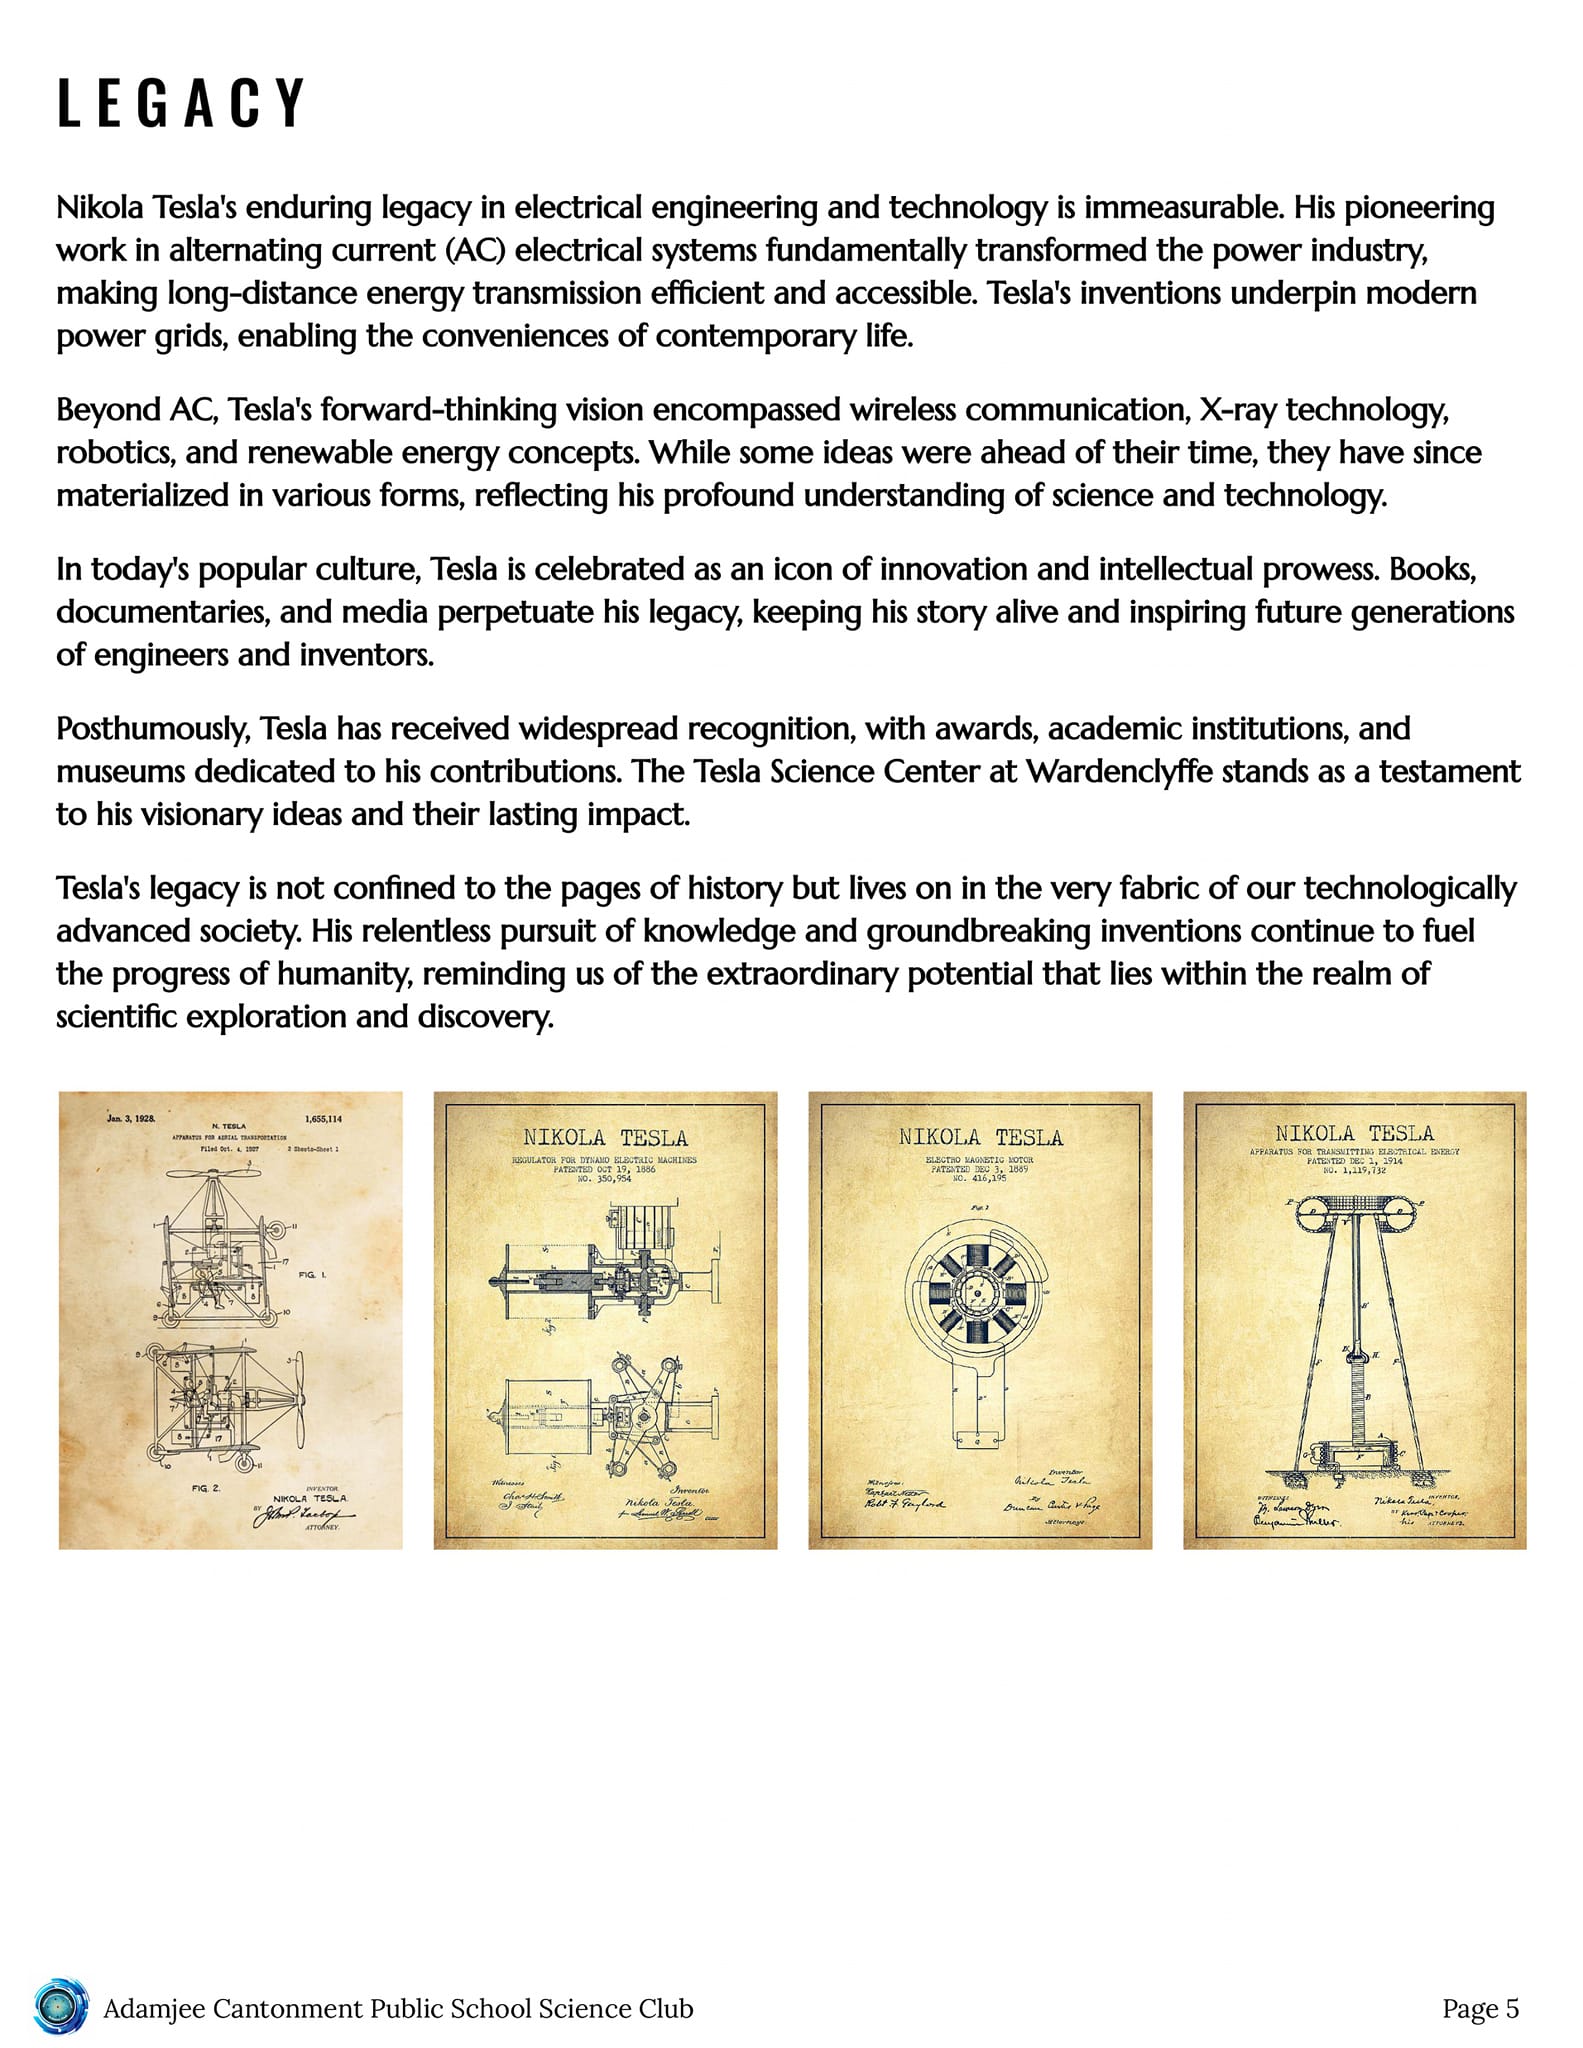 LEGACY
Nikola Tesla's enduring legacy in electrical engineering and technology is immeasurable. His pioneering
work in alternating current (AC) electrical systems fundamentally transformed the power industry,
making long-distance energy transmission efficient and accessible. Tesla's inventions underpin modern
power grids, enabling the conveniences of contemporary life.
Beyond AC, Tesla's forward-thinking vision encompassed wireless communication, X-ray technology,
robotics, and renewable energy concepts. While some ideas were ahead of their time, they have since
materialized in various forms, reflecting his profound understanding of science and technology.
In today's popular culture, Tesla is celebrated as an icon of innovation and intellectual prowess. Books,
documentaries, and media perpetuate his legacy, keeping his story alive and inspiring future generations
of engineers and inventors.
Posthumously, Tesla has received widespread recognition, with awards, academic institutions, and
museums dedicated to his contributions. The Tesla Science Center at Wardenclyffe stands as a testament
to his visionary ideas and their lasting impact.
Tesla's legacy is not confined to the pages of history but lives on in the very fabric of our technologically
advanced society. His relentless pursuit of knowledge and groundbreaking inventions continue to fuel
the progress of humanity, reminding us of the extraordinary potential that lies within the realm of
scientific exploration and discovery.
Jan. 3, 1928. 1,655,114
N. TESLA
APPARATUS FOR AERIAL TRANSPORTATION
Filed Oct. 4, 1927 2 Sheets-Sheet 1
FIG. 1.
FIG. 2.
INVENTOR
NIKOLA TESLA.
BY
ATTORNEY.
NIKOLA TESLA
REGULATOR FOR DYNAMO ELECTRIC MACHINES
PATENTED OCT 19, 1886
NO. 350,954
Witnesses
Inventor
Nikola Tesla
NIKOLA TESLA
ELECTRO MAGNETIC MOTOR
PATENTED DEC 3, 1889
NO. 416,195
Fig. 1
Witnesses
Inventor
Nikola Tesla
Robt F Gaylord
By
Duncan Curtis & Page
Attorneys
NIKOLA TESLA
APPARATUS FOR TRANSMITTING ELECTRICAL ENERGY
PATENTED DEC 1, 1914
NO. 1,119,732
WITNESSES
INVENTOR,
Nikola Tesla,
Benjamin Miller.
BY
his ATTORNEYS.
Adamjee Cantonment Public School Science Club
Page 5